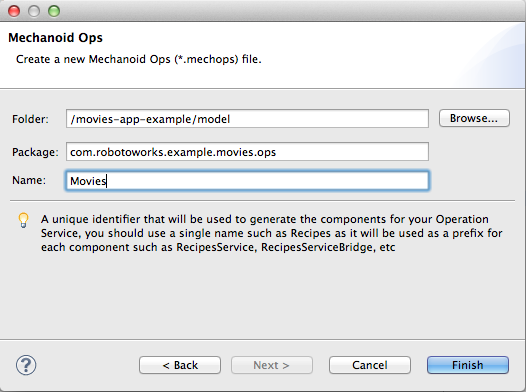 Mechanoid Ops
Create a new Mechanoid Ops (*.mechops) file.
Folder: /movies-app-example/model Browse...
Package: com.robotoworks.example.movies.ops
Name: Movies
A unique identifier that will be used to generate the components for your Operation
Service, you should use a single name such as Recipes as it will be used as a prefix for
each component such as RecipesService, RecipesServiceBridge, etc
? < Back Next > Cancel Finish